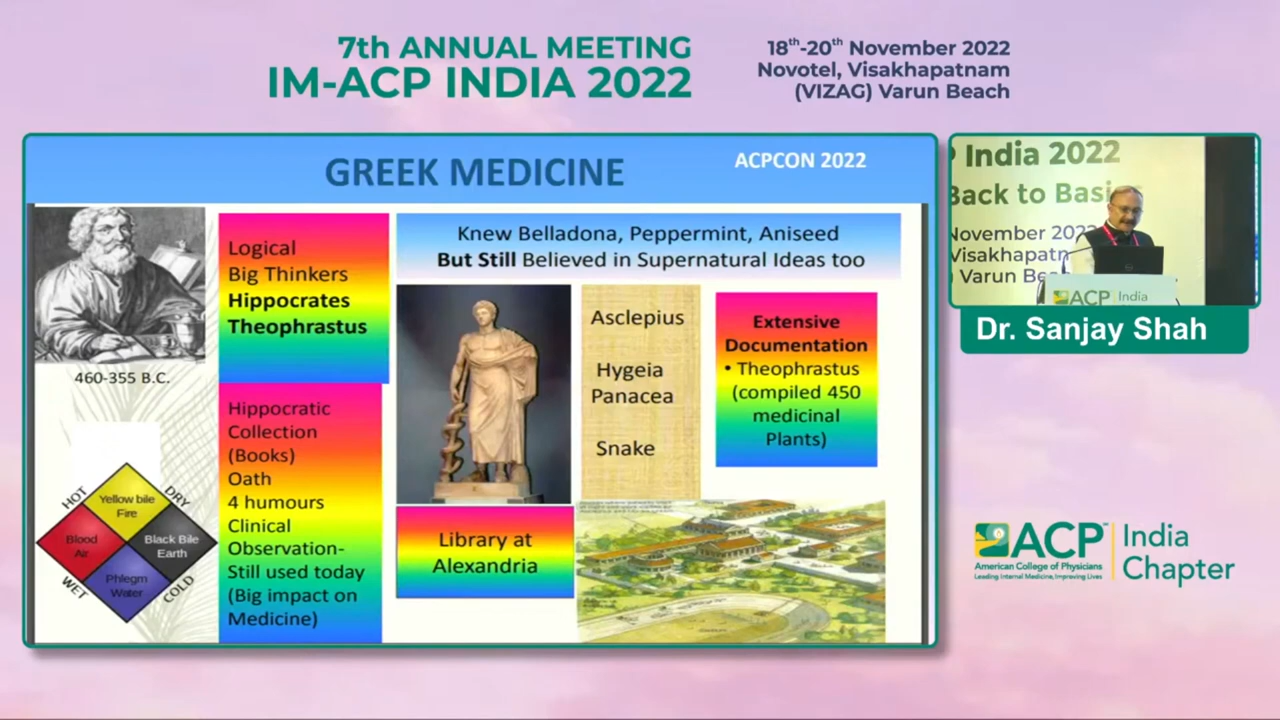 7th ANNUAL MEETING
IM-ACP INDIA 2022
18th-20th November 2022
Novotel, Visakhapatnam
(VIZAG) Varun Beach
GREEK MEDICINE
ACPCON 2022
460-355 B.C.
Logical
Big Thinkers
Hippocrates
Theophrastus
Knew Belladona, Peppermint, Aniseed
But Still Believed in Supernatural Ideas too
Asclepius
Hygeia
Panacea
Snake
Extensive
Documentation
• Theophrastus
(compiled 450
medicinal
Plants)
Hippocratic
Collection
(Books)
Oath
4 humours
Clinical
Observation-
Still used today
(Big impact on
Medicine)
HOT
DRY
WET
COLD
Yellow bile
Fire
Blood
Air
Black Bile
Earth
Phlegm
Water
Library at
Alexandria
India 2022
Back to Basi
November 2022
Visakhapatn
Varun Be
ACP India
Dr. Sanjay Shah
ACP
American College of Physicians
Leading Internal Medicine, Improving Lives
India
Chapter